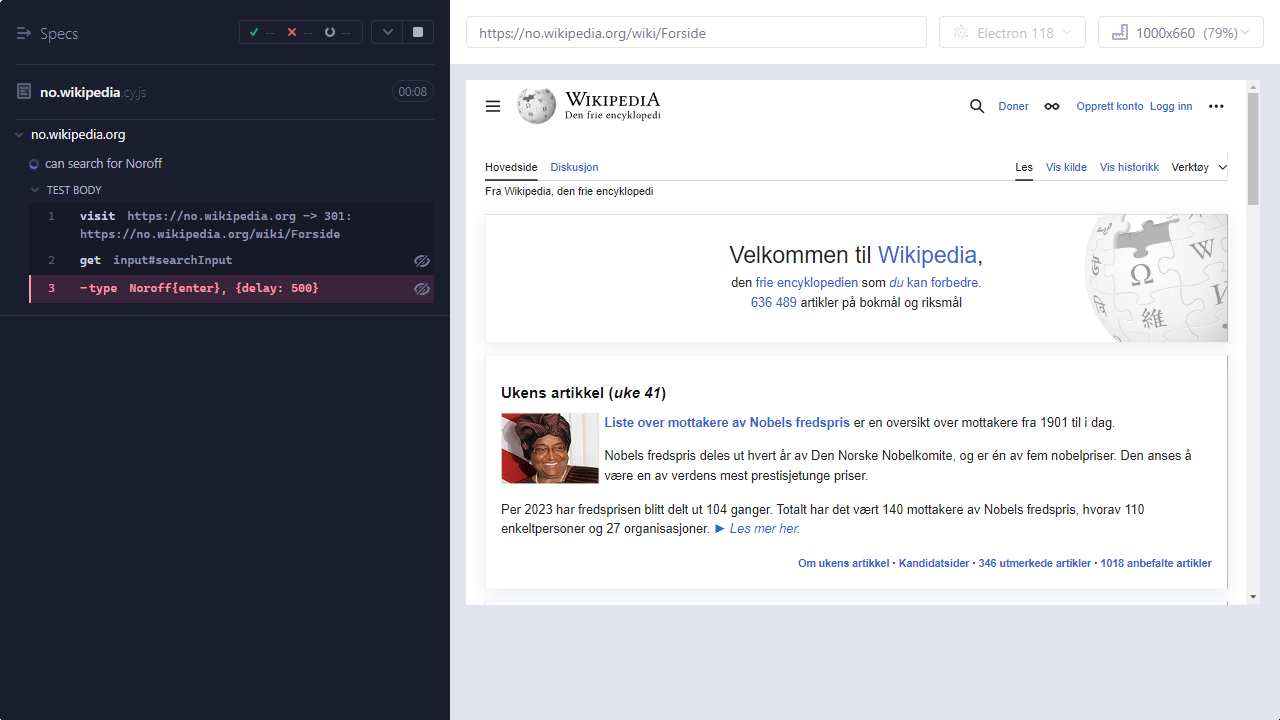 Specs
-- -- --
no.wikipedia.cy.js
00:08
no.wikipedia.org
can search for Noroff
TEST BODY
1 visit https://no.wikipedia.org -> 301:
https://no.wikipedia.org/wiki/Forside
2 get input#searchInput
3 -type Noroff{enter}, {delay: 500}
https://no.wikipedia.org/wiki/Forside
Electron 118
1000x660 (79%)
WIKIPEDIA
Den frie encyklopedi
Doner
Opprett konto Logg inn
Hovedside Diskusjon
Les Vis kilde Vis historikk Verktøy
Fra Wikipedia, den frie encyklopedi
Velkommen til Wikipedia,
den frie encyklopedien som du kan forbedre.
636 489 artikler på bokmål og riksmål
Ukens artikkel (uke 41)
Liste over mottakere av Nobels fredspris er en oversikt over mottakere fra 1901 til i dag.
Nobels fredspris deles ut hvert år av Den Norske Nobelkomite, og er én av fem nobelpriser. Den anses å
være en av verdens mest prestisjetunge priser.
Per 2023 har fredsprisen blitt delt ut 104 ganger. Totalt har det vært 140 mottakere av Nobels fredspris, hvorav 110
enkeltpersoner og 27 organisasjoner. ► Les mer her.
Om ukens artikkel · Kandidatsider · 346 utmerkede artikler · 1018 anbefalte artikler